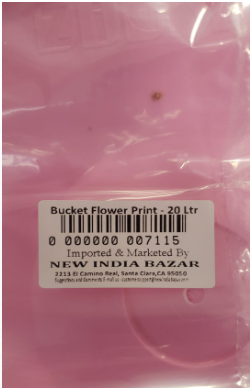 Bucket Flower Print - 20 Ltr
0 000000 007115
Imported & Marketed By
NEW INDIA BAZAR
2213 El Camino Real, Santa Clara,CA 95050